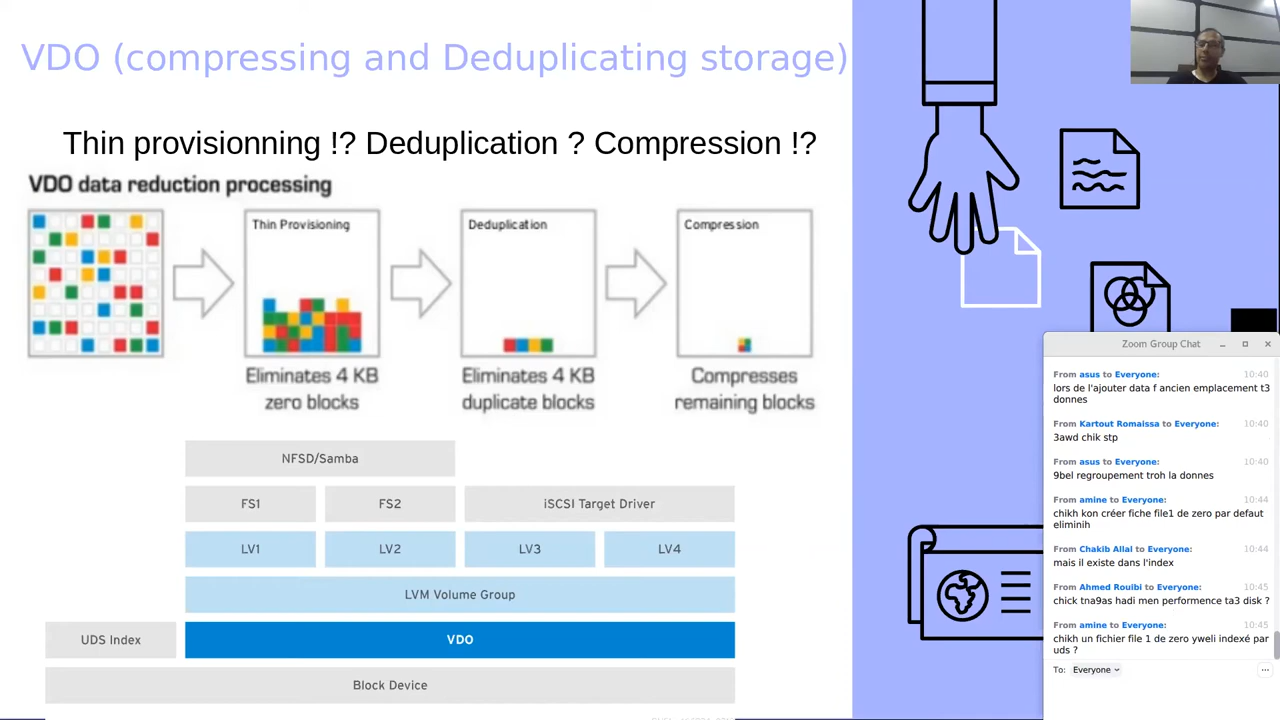 VDO (compressing and Deduplicating storage)
Thin provisionning !? Deduplication ? Compression !?
VDO data reduction processing
Thin Provisioning
Deduplication
Compression
Eliminates 4 KB
zero blocks
Eliminates 4 KB
duplicate blocks
Compresses
remaining blocks
NFSD/Samba
FS1
FS2
iSCSI Target Driver
LV1
LV2
LV3
LV4
LVM Volume Group
UDS Index
VDO
Block Device
Zoom Group Chat
From asus to Everyone: 10:40
lors de l'ajouter data f ancien emplacement t3
donnes
From Kartout Romaissa to Everyone: 10:40
3awd chik stp
From asus to Everyone: 10:40
9bel regroupement troh la donnes
From amine to Everyone: 10:44
chikh kon créer fiche file1 de zero par defaut
eliminih
From Chakib Allal to Everyone: 10:44
mais il existe dans l'index
From Ahmed Rouibi to Everyone: 10:45
chick tna9as hadi men performence ta3 disk ?
From amine to Everyone: 10:45
chikh un fichier file 1 de zero yweli indexé par
uds ?
To: Everyone